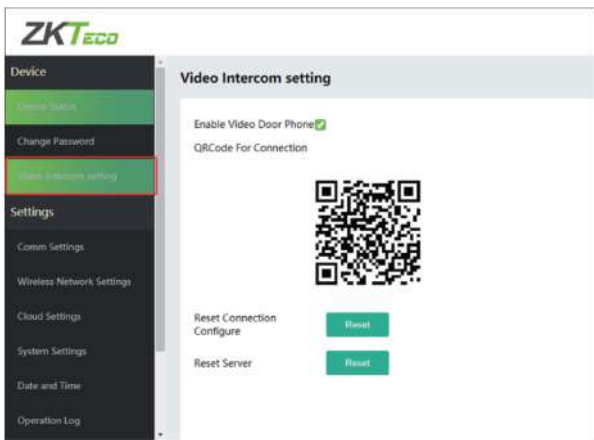 ZKTeco
Device
Device Status
Change Password
Video Intercom setting
Settings
Comm Settings
Wireless Network Settings
Cloud Settings
System Settings
Date and Time
Operation Log
Video Intercom setting
Enable Video Door Phone
QRCode For Connection
Reset Connection
Configure
Reset
Reset Server
Reset